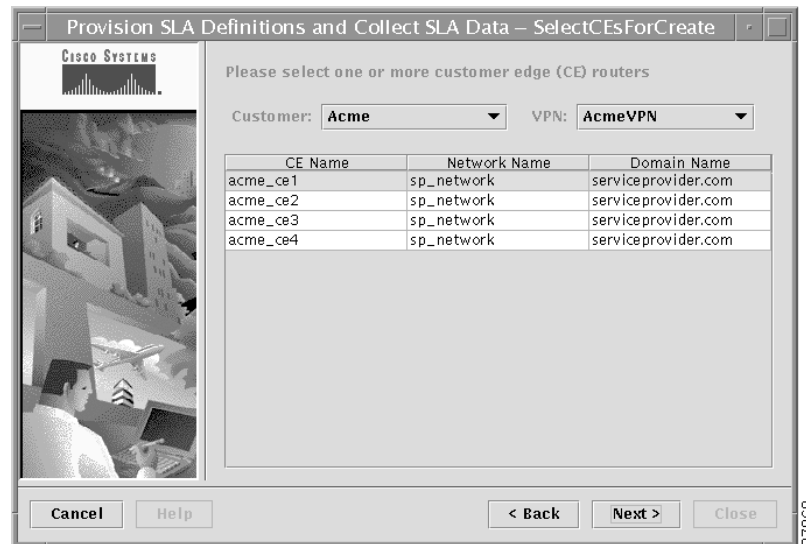 Provision SLA Definitions and Collect SLA Data – SelectCEsForCreate
CISCO SYSTEMS
Please select one or more customer edge (CE) routers
Customer: Acme VPN: AcmeVPN
CE Name Network Name Domain Name
acme_ce1 sp_network serviceprovider.com
acme_ce2 sp_network serviceprovider.com
acme_ce3 sp_network serviceprovider.com
acme_ce4 sp_network serviceprovider.com
Cancel Help < Back Next > Close